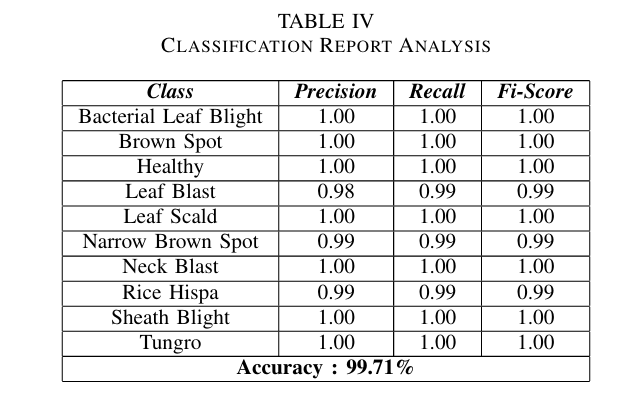 TABLE IV
CLASSIFICATION REPORT ANALYSIS
Class Precision Recall Fi-Score
Bacterial Leaf Blight 1.00 1.00 1.00
Brown Spot 1.00 1.00 1.00
Healthy 1.00 1.00 1.00
Leaf Blast 0.98 0.99 0.99
Leaf Scald 1.00 1.00 1.00
Narrow Brown Spot 0.99 0.99 0.99
Neck Blast 1.00 1.00 1.00
Rice Hispa 0.99 0.99 0.99
Sheath Blight 1.00 1.00 1.00
Tungro 1.00 1.00 1.00
Accuracy : 99.71%